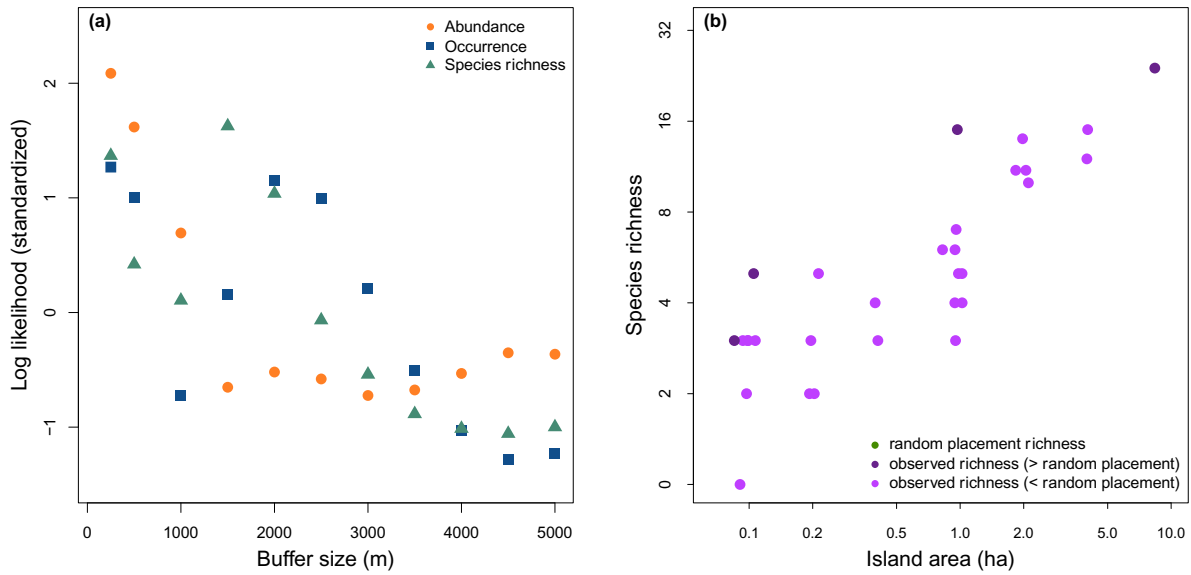 (a)
Abundance
Occurrence
Species richness
Log likelihood (standardized)
2
1
0
−1
0 1000 2000 3000 4000 5000
Buffer size (m)
(b)
Species richness
32
16
8
4
2
0
random placement richness
observed richness (> random placement)
observed richness (< random placement)
0.1 0.2 0.5 1.0 2.0 5.0 10.0
Island area (ha)